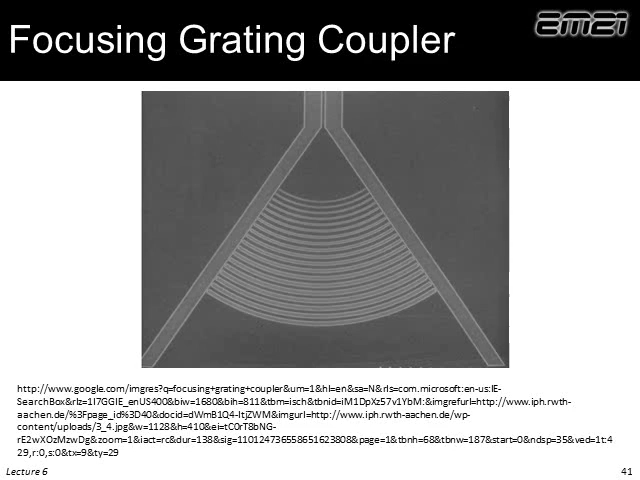 Focusing Grating Coupler
EM21
http://www.google.com/imgres?q=focusing+grating+coupler&um=1&hl=en&sa=N&rls=com.microsoft:en-us:IE-
SearchBox&rlz=1I7GGIE_enUS400&biw=1680&bih=811&tbm=isch&tbnid=iM1DpXz57v1YbM:&imgrefurl=http://www.iph.rwth-
aachen.de/%3Fpage_id%3D40&docid=dWmB1Q4-ItjZWM&imgurl=http://www.iph.rwth-aachen.de/wp-
content/uploads/3_4.jpg&w=1128&h=410&ei=tC0rT8bNG-
rE2wXOzMzwDg&zoom=1&iact=rc&dur=138&sig=110124736558651623808&page=1&tbnh=68&tbnw=187&start=0&ndsp=35&ved=1t:4
29,r:0,s:0&tx=9&ty=29
Lecture 6
41